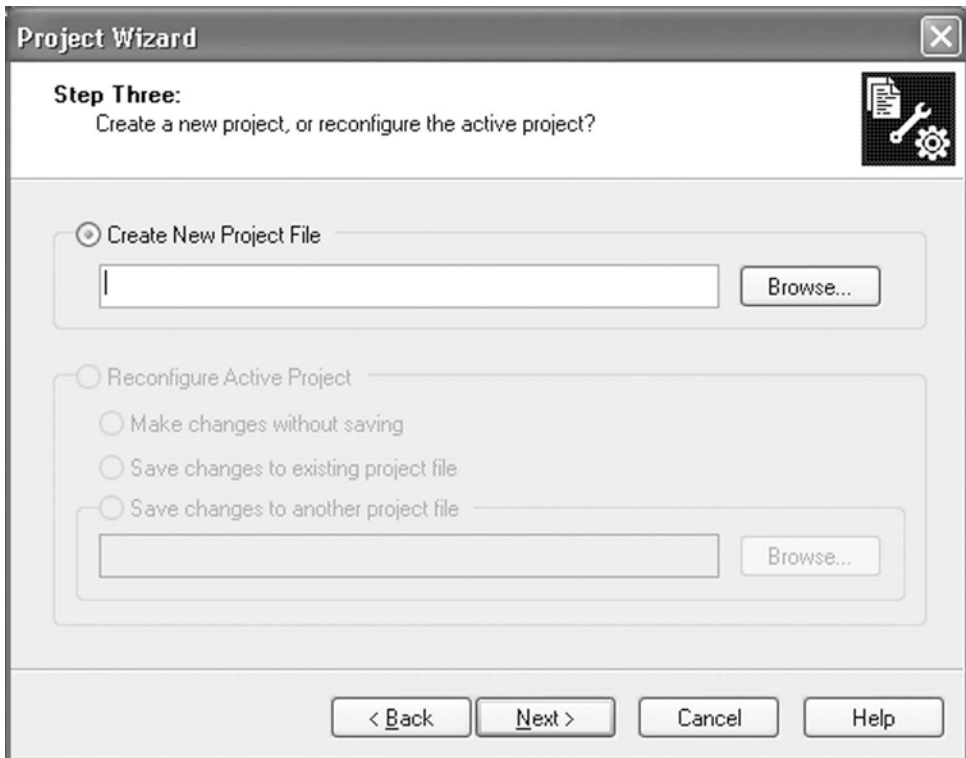 Project Wizard
Step Three:
Create a new project, or reconfigure the active project?
Create New Project File
Browse...
Reconfigure Active Project
Make changes without saving
Save changes to existing project file
Save changes to another project file
Browse...
< Back Next > Cancel Help